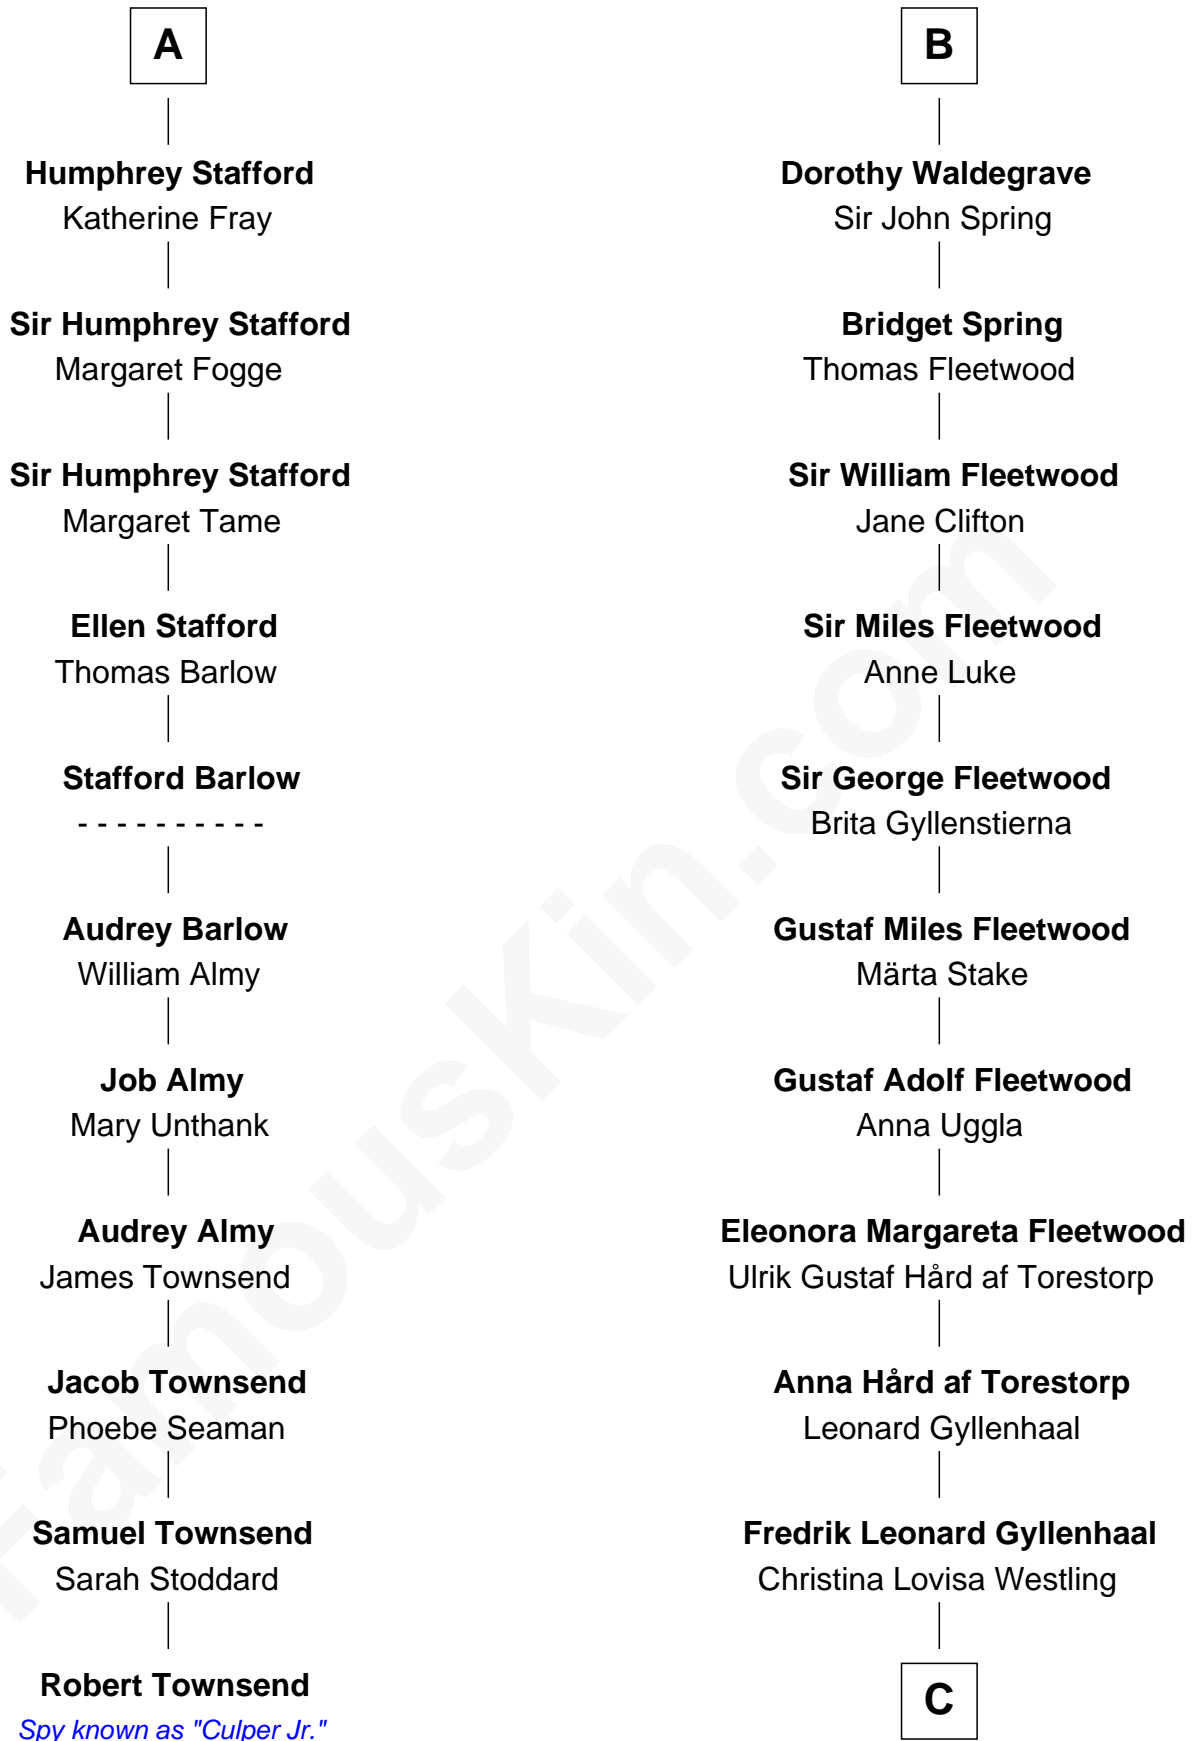 A
Humphrey Stafford
Katherine Fray
Sir Humphrey Stafford
Margaret Fogge
Sir Humphrey Stafford
Margaret Tame
Ellen Stafford
Thomas Barlow
Stafford Barlow
- - - - - - - - - -
Audrey Barlow
William Almy
Job Almy
Mary Unthank
Audrey Almy
James Townsend
Jacob Townsend
Phoebe Seaman
Samuel Townsend
Sarah Stoddard
Robert Townsend
Spy known as "Culper Jr."
B
Dorothy Waldegrave
Sir John Spring
Bridget Spring
Thomas Fleetwood
Sir William Fleetwood
Jane Clifton
Sir Miles Fleetwood
Anne Luke
Sir George Fleetwood
Brita Gyllenstierna
Gustaf Miles Fleetwood
Märta Stake
Gustaf Adolf Fleetwood
Anna Uggla
Eleonora Margareta Fleetwood
Ulrik Gustaf Hård af Torestorp
Anna Hård af Torestorp
Leonard Gyllenhaal
Fredrik Leonard Gyllenhaal
Christina Lovisa Westling
C
FamousKin.com